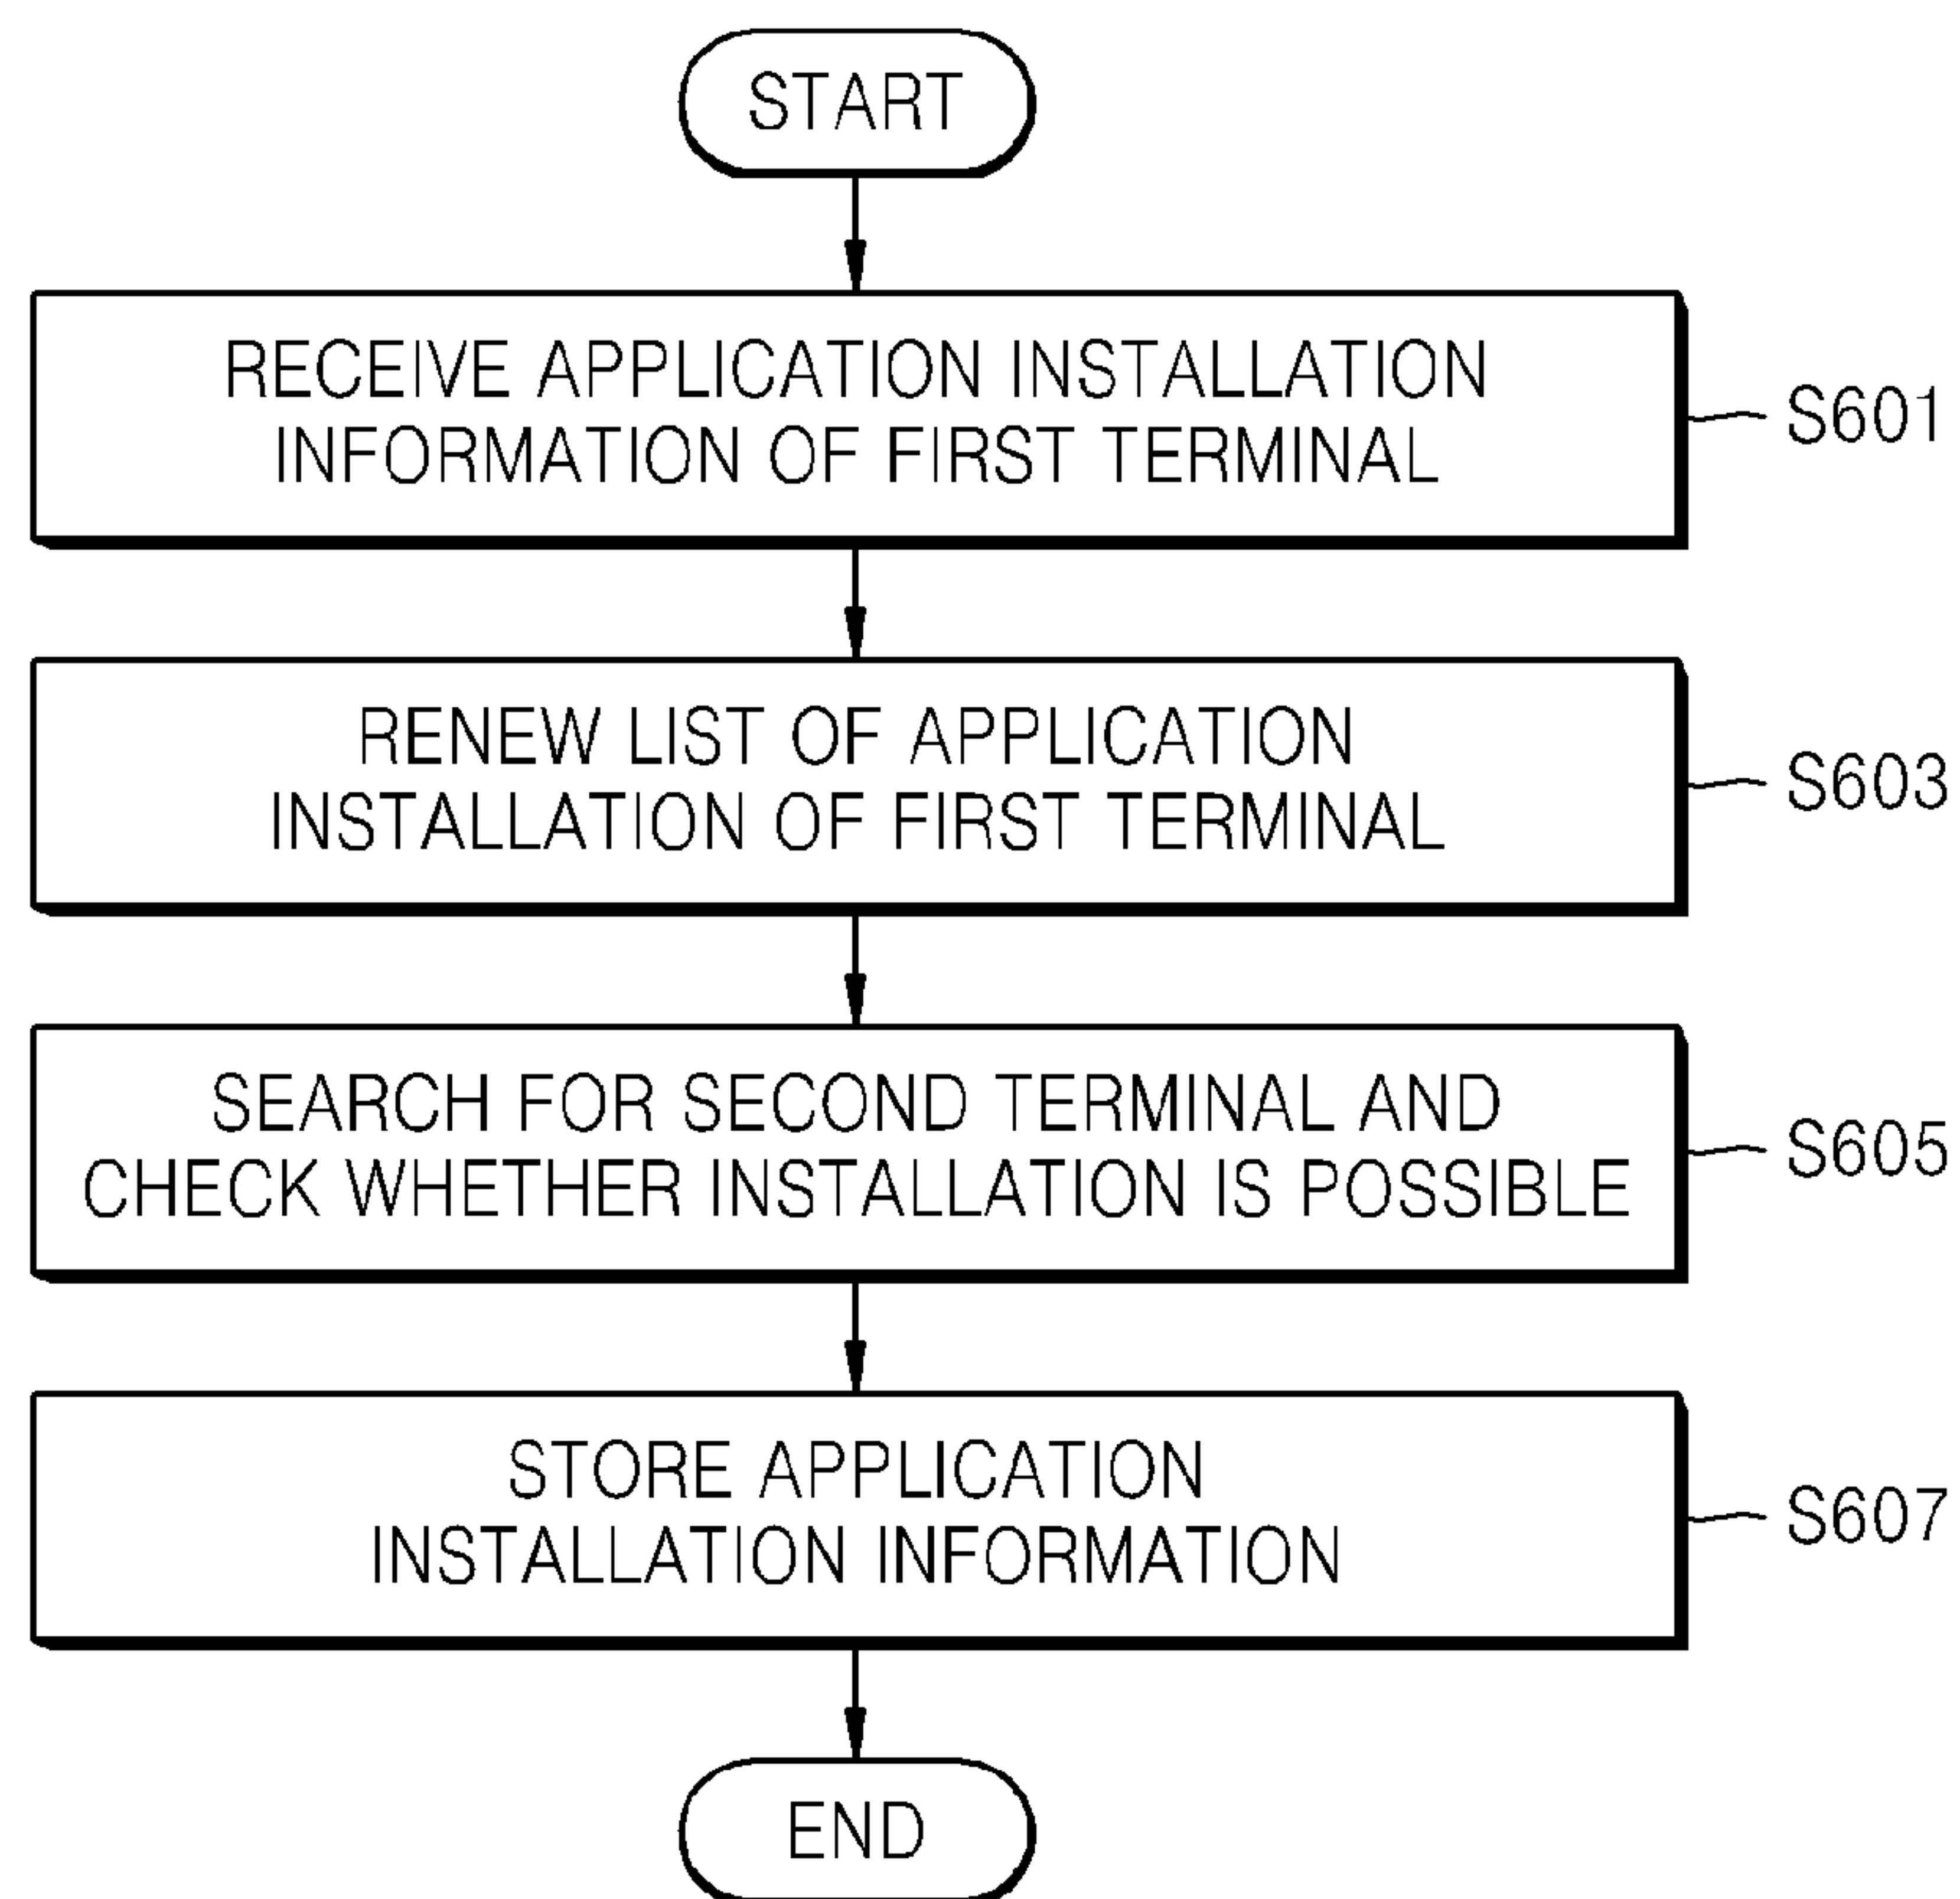 START
RECEIVE APPLICATION INSTALLATION
INFORMATION OF FIRST TERMINAL
S601
RENEW LIST OF APPLICATION
INSTALLATION OF FIRST TERMINAL
S603
SEARCH FOR SECOND TERMINAL AND
CHECK WHETHER INSTALLATION IS POSSIBLE
S605
STORE APPLICATION
INSTALLATION INFORMATION
S607
END